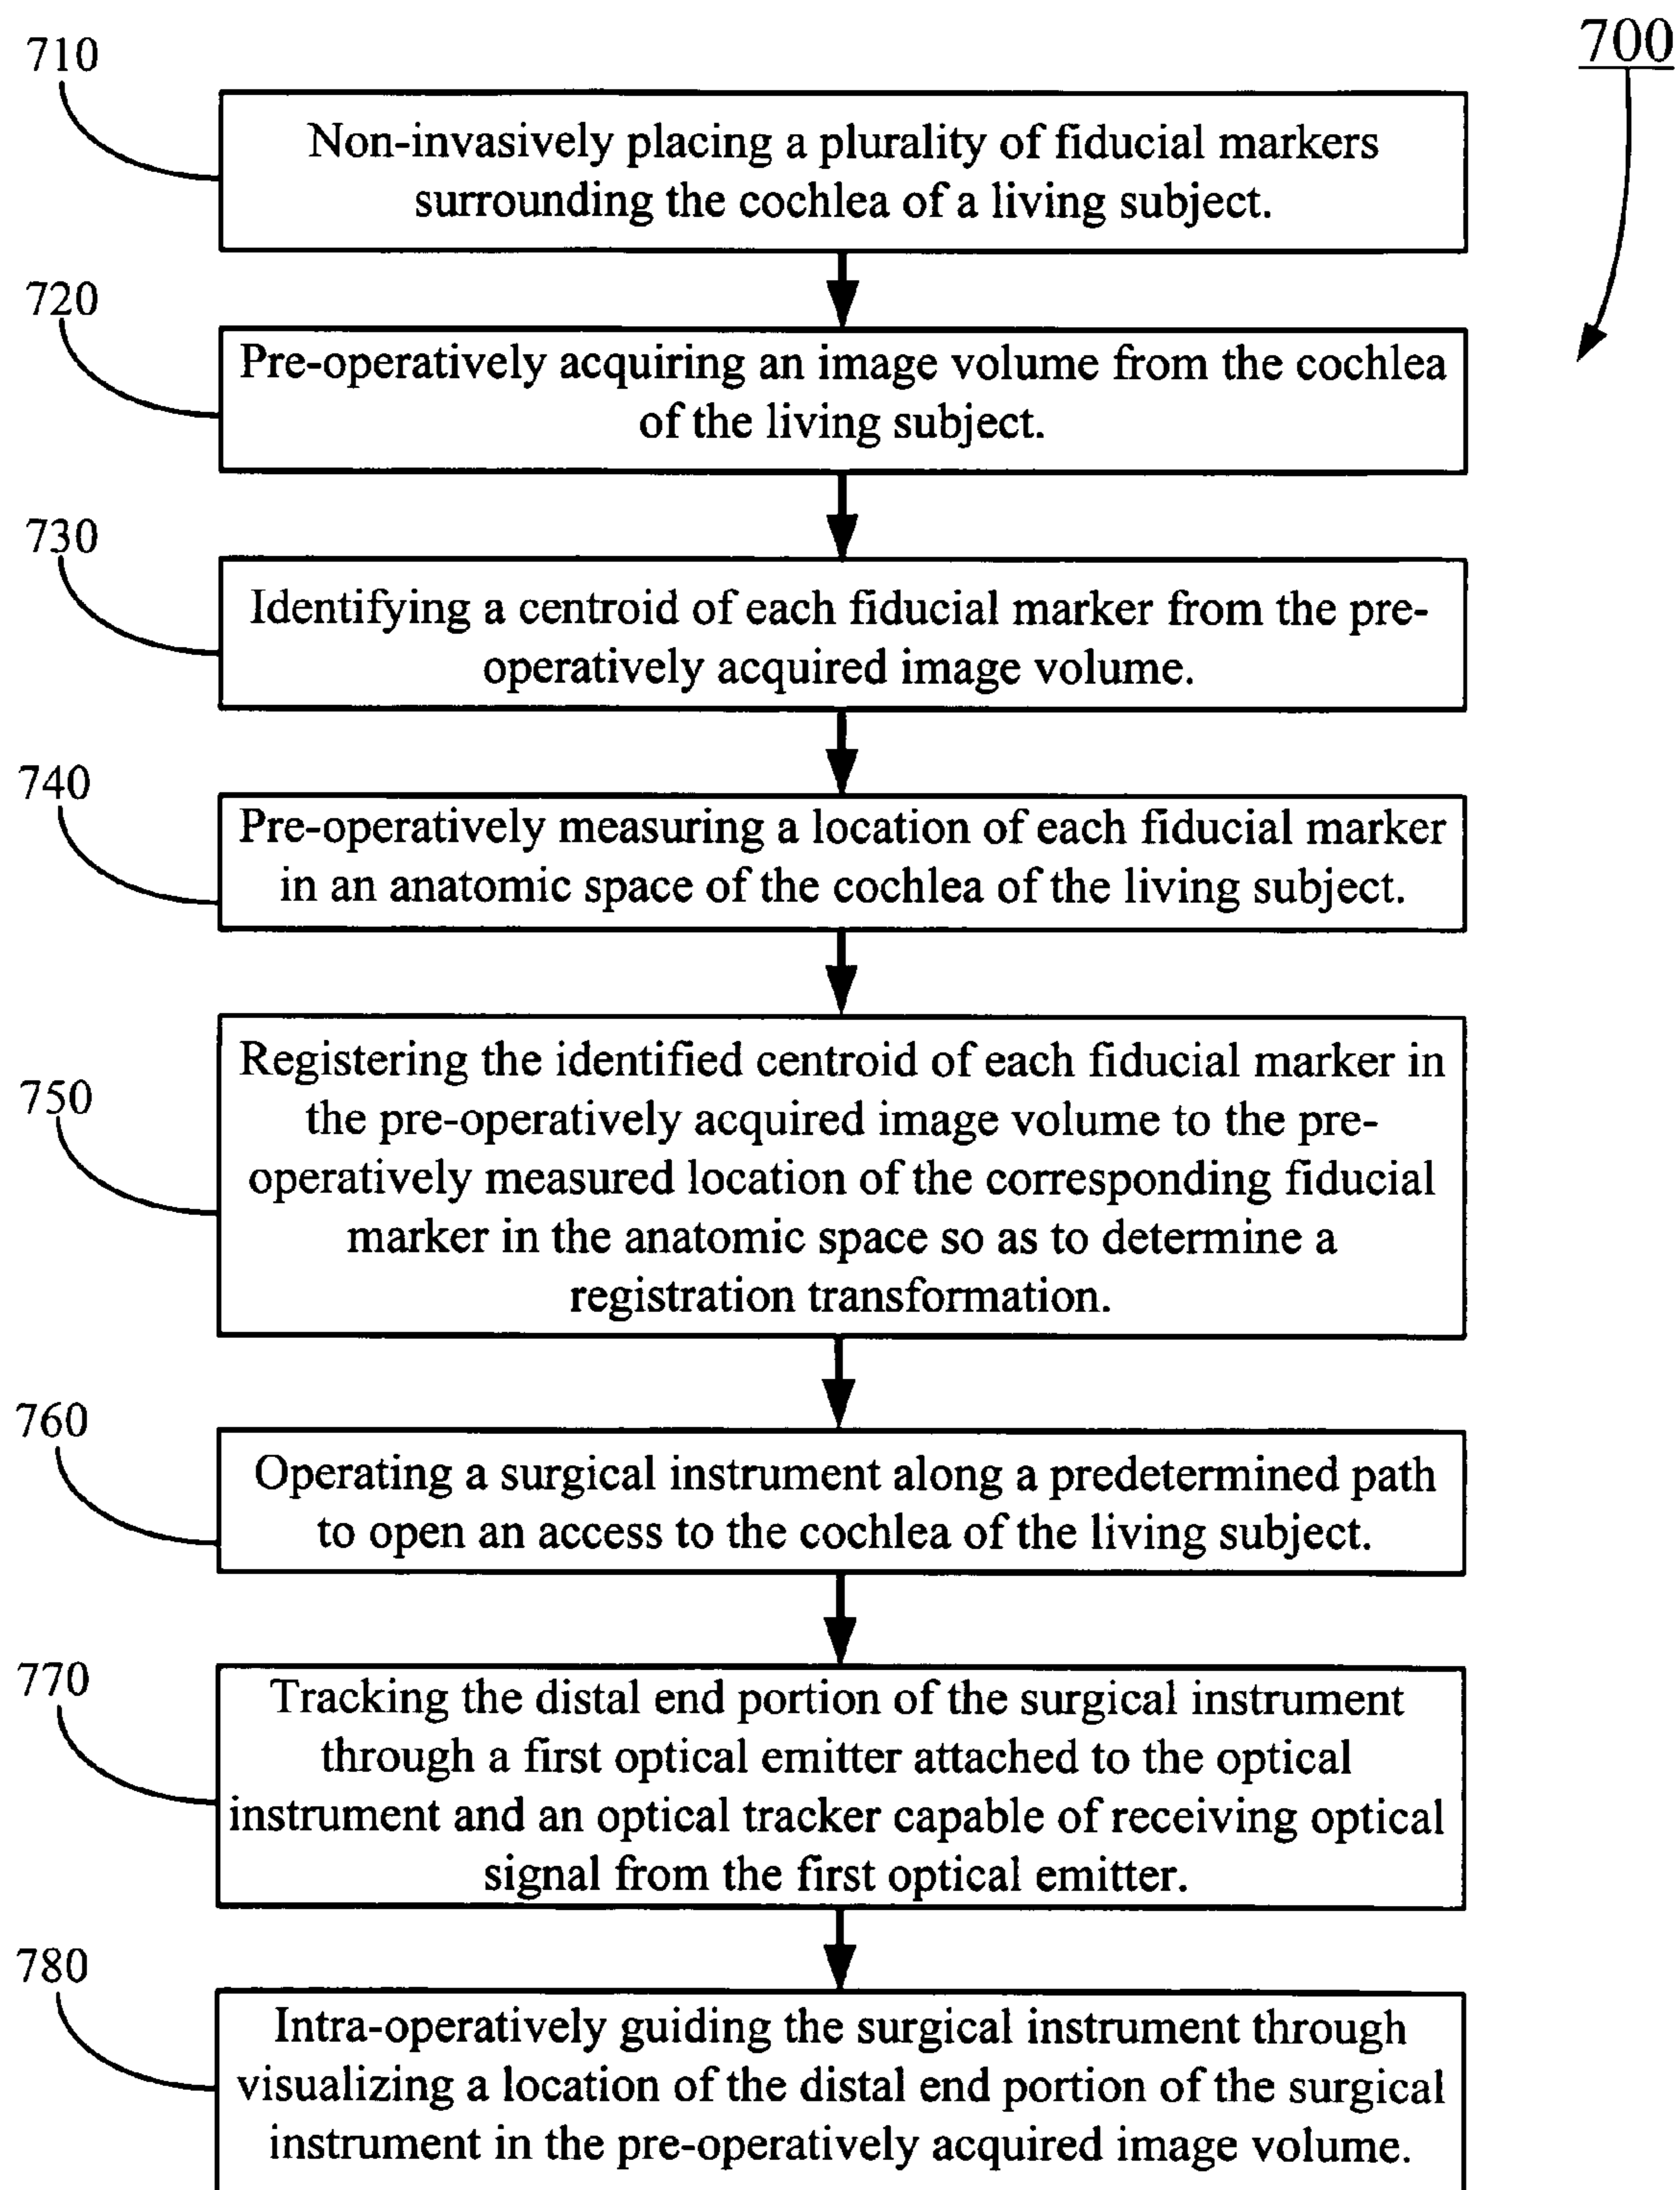 700
710
Non-invasively placing a plurality of fiducial markers
surrounding the cochlea of a living subject.
720
Pre-operatively acquiring an image volume from the cochlea
of the living subject.
730
Identifying a centroid of each fiducial marker from the pre-
operatively acquired image volume.
740
Pre-operatively measuring a location of each fiducial marker
in an anatomic space of the cochlea of the living subject.
750
Registering the identified centroid of each fiducial marker in
the pre-operatively acquired image volume to the pre-
operatively measured location of the corresponding fiducial
marker in the anatomic space so as to determine a
registration transformation.
760
Operating a surgical instrument along a predetermined path
to open an access to the cochlea of the living subject.
770
Tracking the distal end portion of the surgical instrument
through a first optical emitter attached to the optical
instrument and an optical tracker capable of receiving optical
signal from the first optical emitter.
780
Intra-operatively guiding the surgical instrument through
visualizing a location of the distal end portion of the surgical
instrument in the pre-operatively acquired image volume.